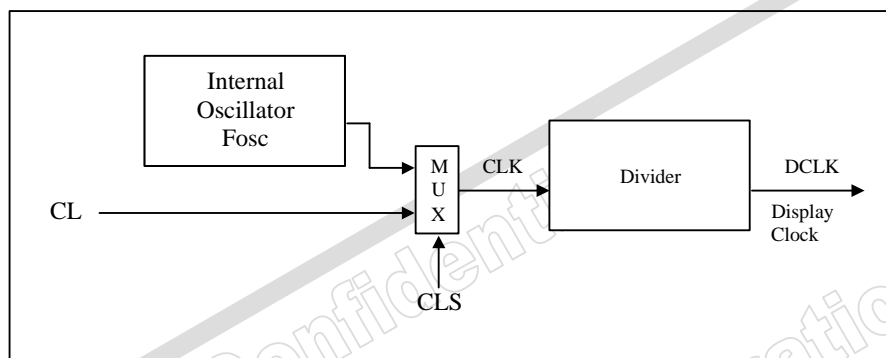 Internal
Oscillator
Fosc
M
U
X
CLK
Divider
DCLK
CL
Display
Clock
CLS